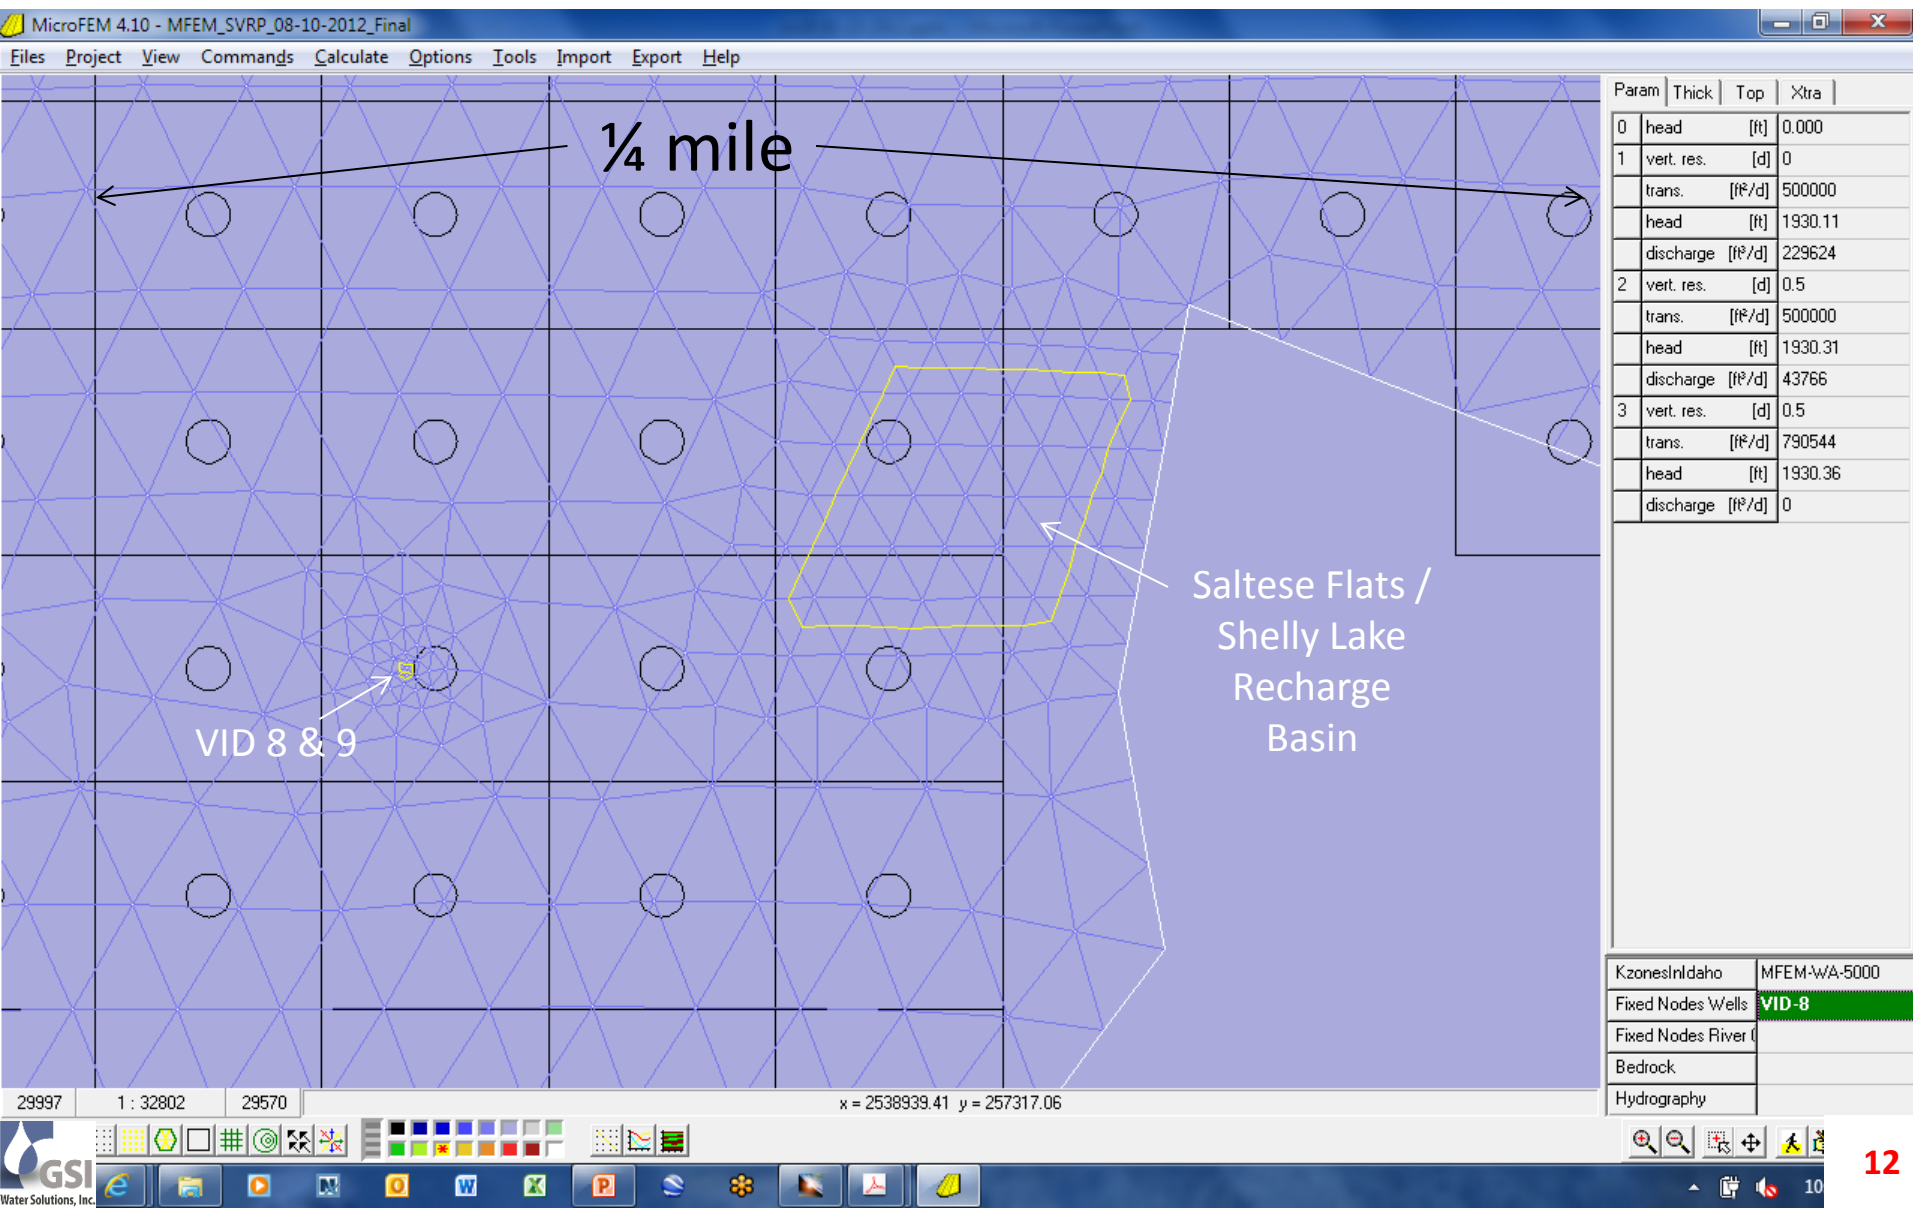 MicroFEM 4.10 - MFEM_SVRP_08-10-2012_Final
Files Project View Commands Calculate Options Tools Import Export Help
Param Thick Top Xtra
0 head [ft] 0.000
1 vert. res. [d] 0
trans. [ft²/d] 500000
head [ft] 1930.11
discharge [ft³/d] 229624
2 vert. res. [d] 0.5
trans. [ft²/d] 500000
head [ft] 1930.31
discharge [ft³/d] 43766
3 vert. res. [d] 0.5
trans. [ft²/d] 790544
head [ft] 1930.36
discharge [ft³/d] 0
¼ mile
Saltese Flats /
Shelly Lake
Recharge
Basin
VID 8 & 9
KzonesInIdaho MFEM-WA-5000
Fixed Nodes Wells VID-8
Fixed Nodes River
Bedrock
Hydrography
29997 1 : 32802 29570 x = 2538939.41 y = 257317.06
GSI
Water Solutions, Inc.
10
12